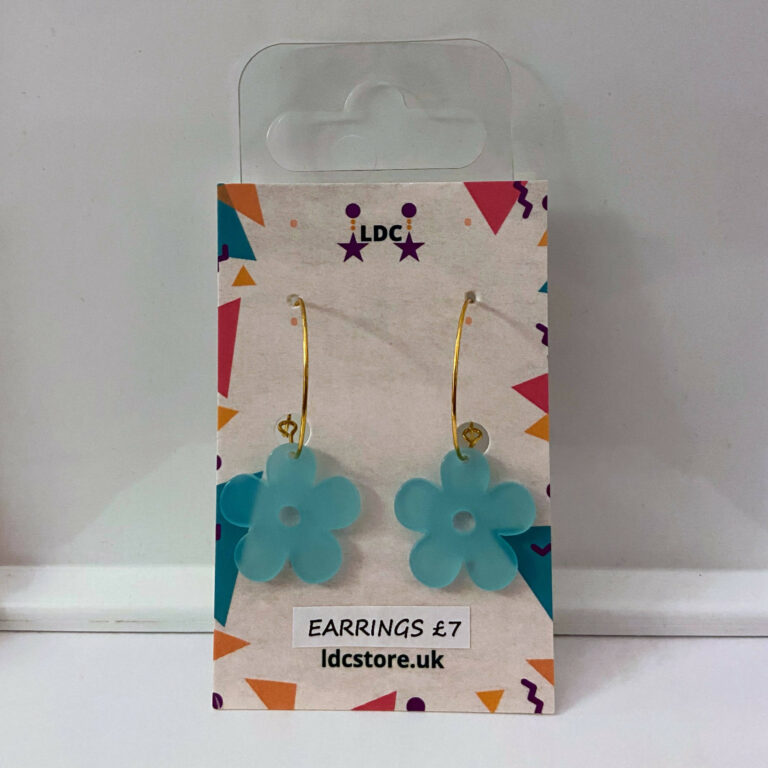 LDC
EARRINGS £7
ldcstore.uk